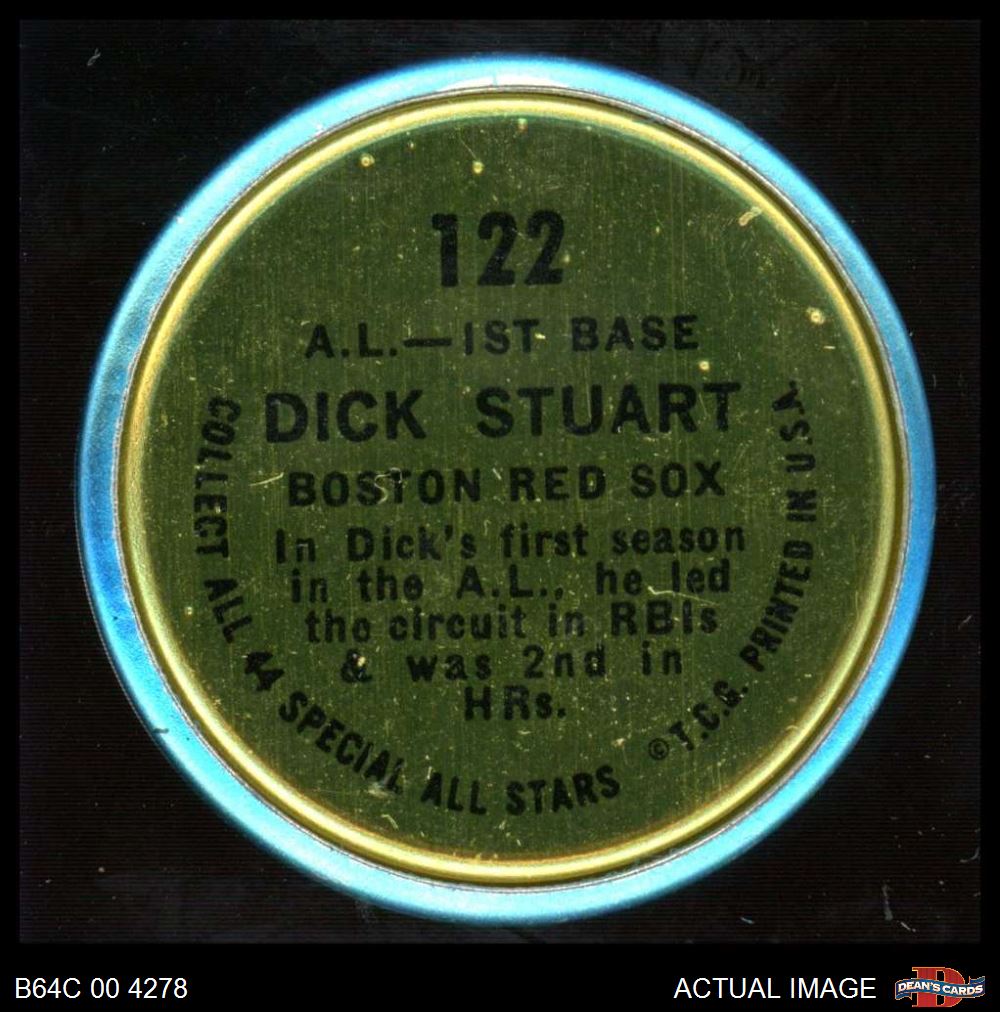 122
A.L.—1ST BASE
DICK STUART
BOSTON RED SOX
In Dick's first season
in the A.L., he led
the circuit in RBIs
& was 2nd in
HRs.
COLLECT ALL 44 SPECIAL ALL STARS
© T.C.G. PRINTED IN U.S.A.
B64C 00 4278
ACTUAL IMAGE
DEAN'S CARDS